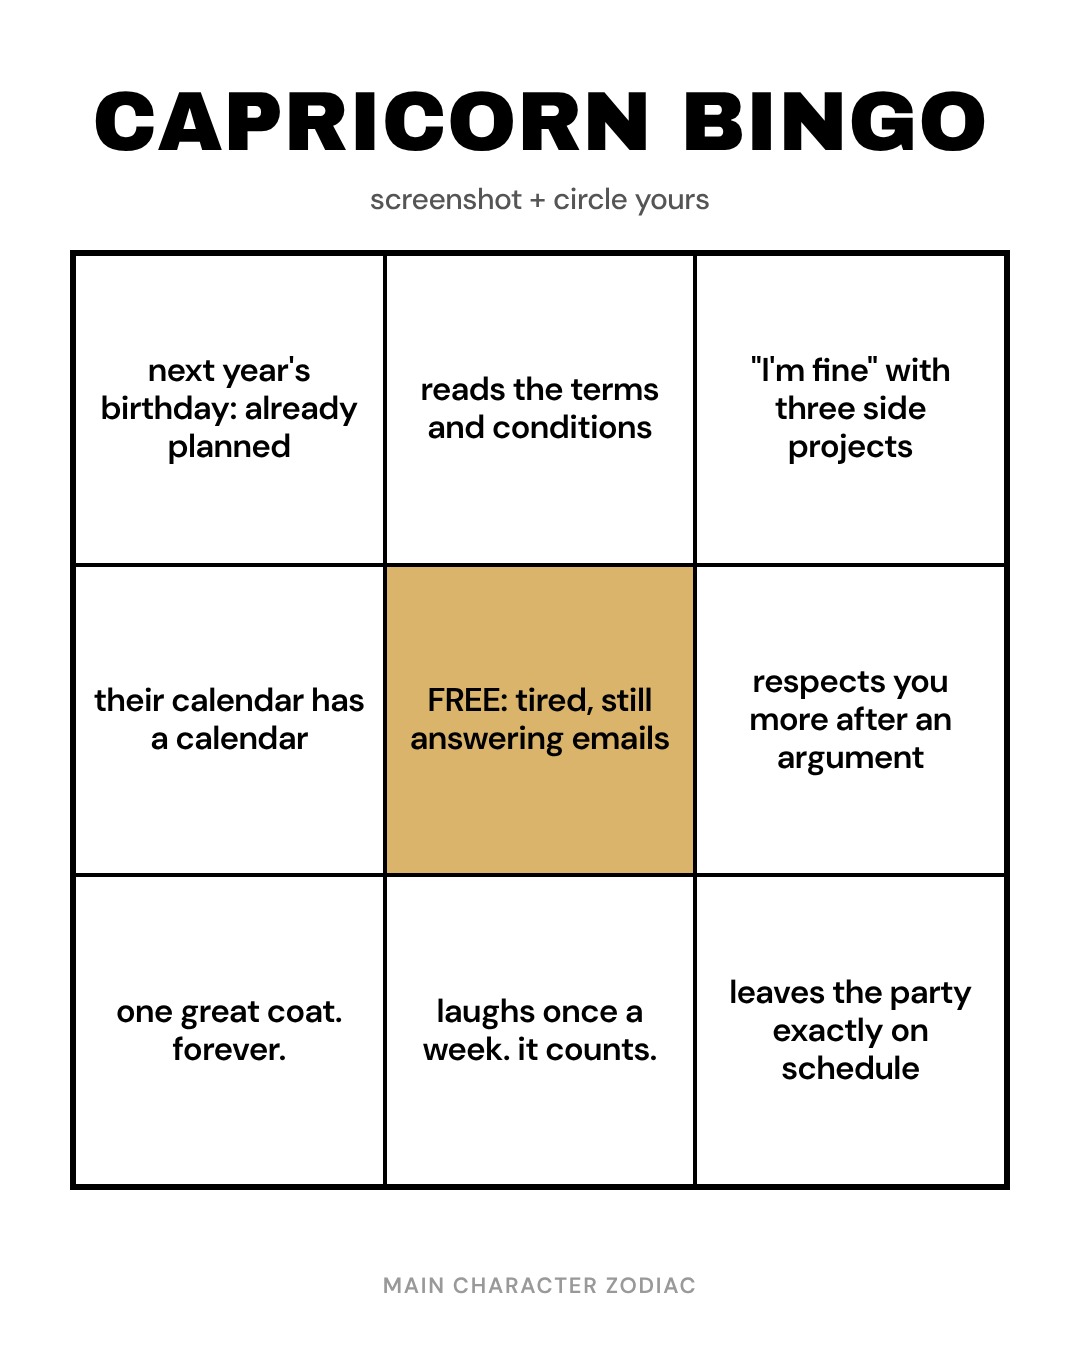 CAPRICORN BINGO
screenshot + circle yours
next year's
birthday: already
planned
reads the terms
and conditions
"I'm fine" with
three side
projects
their calendar has
a calendar
FREE: tired, still
answering emails
respects you
more after an
argument
one great coat.
forever.
laughs once a
week. it counts.
leaves the party
exactly on
schedule
MAIN CHARACTER ZODIAC